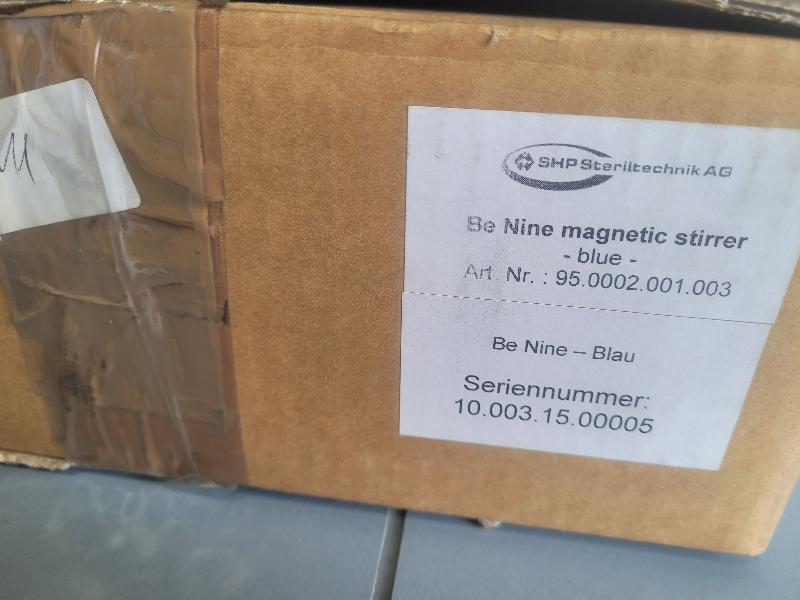 SHP Steriltechnik AG
Be Nine magnetic stirrer
- blue -
Art. Nr. : 95.0002.001.003
Be Nine – Blau
Seriennummer:
10.003.15.00005